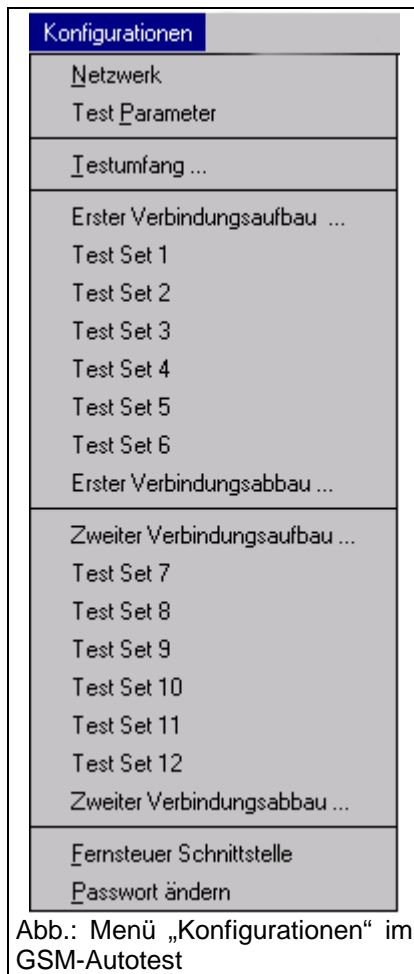 Konfigurationen
Netzwerk
Test Parameter
Testumfang ...
Erster Verbindungsaufbau ...
Test Set 1
Test Set 2
Test Set 3
Test Set 4
Test Set 5
Test Set 6
Erster Verbindungsabbau ...
Zweiter Verbindungsaufbau ...
Test Set 7
Test Set 8
Test Set 9
Test Set 10
Test Set 11
Test Set 12
Zweiter Verbindungsabbau ...
Fernsteuer Schnittstelle
Passwort ändern
Abb.: Menü „Konfigurationen“ im
GSM-Autotest